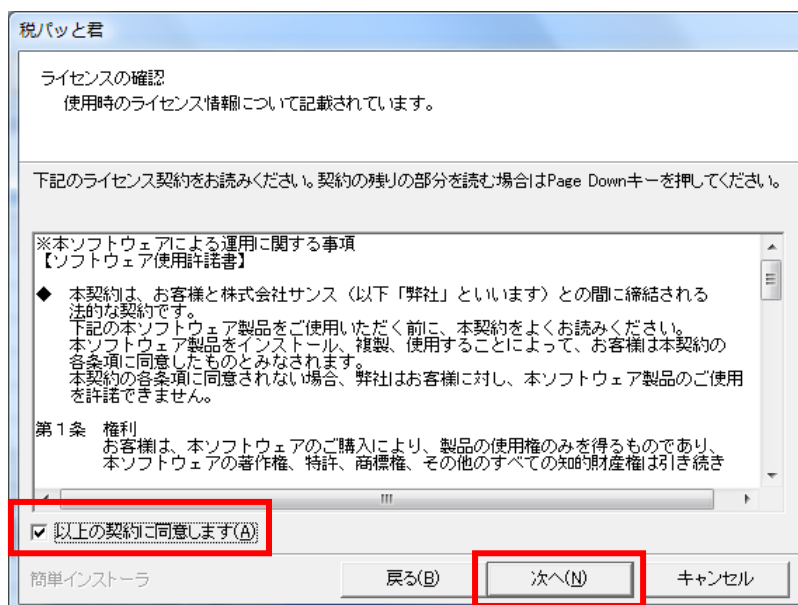 税パッと君
ライセンスの確認
使用時のライセンス情報について記載されています。
下記のライセンス契約をお読みください。契約の残りの部分を読む場合はPage Downキーを押してください。
※本ソフトウェアによる運用に関する事項
【ソフトウェア使用許諾書】
◆ 本契約は、お客様と株式会社サンス（以下「弊社」といいます）との間に締結される
法的な契約です。
下記の本ソフトウェア製品をご使用いただく前に、本契約をよくお読みください。
本ソフトウェア製品をインストール、複製、使用することによって、お客様は本契約の
各条項に同意したものとみなされます。
本契約の各条項に同意されない場合、弊社はお客様に対し、本ソフトウェア製品のご使用
を許諾できません。
第１条 権利
お客様は、本ソフトウェアのご購入により、製品の使用権のみを得るものであり、
本ソフトウェアの著作権、特許、商標権、その他のすべての知的財産権は引き続き
以上の契約に同意します(A)
簡単インストーラ
戻る(B)
次へ(N)
キャンセル